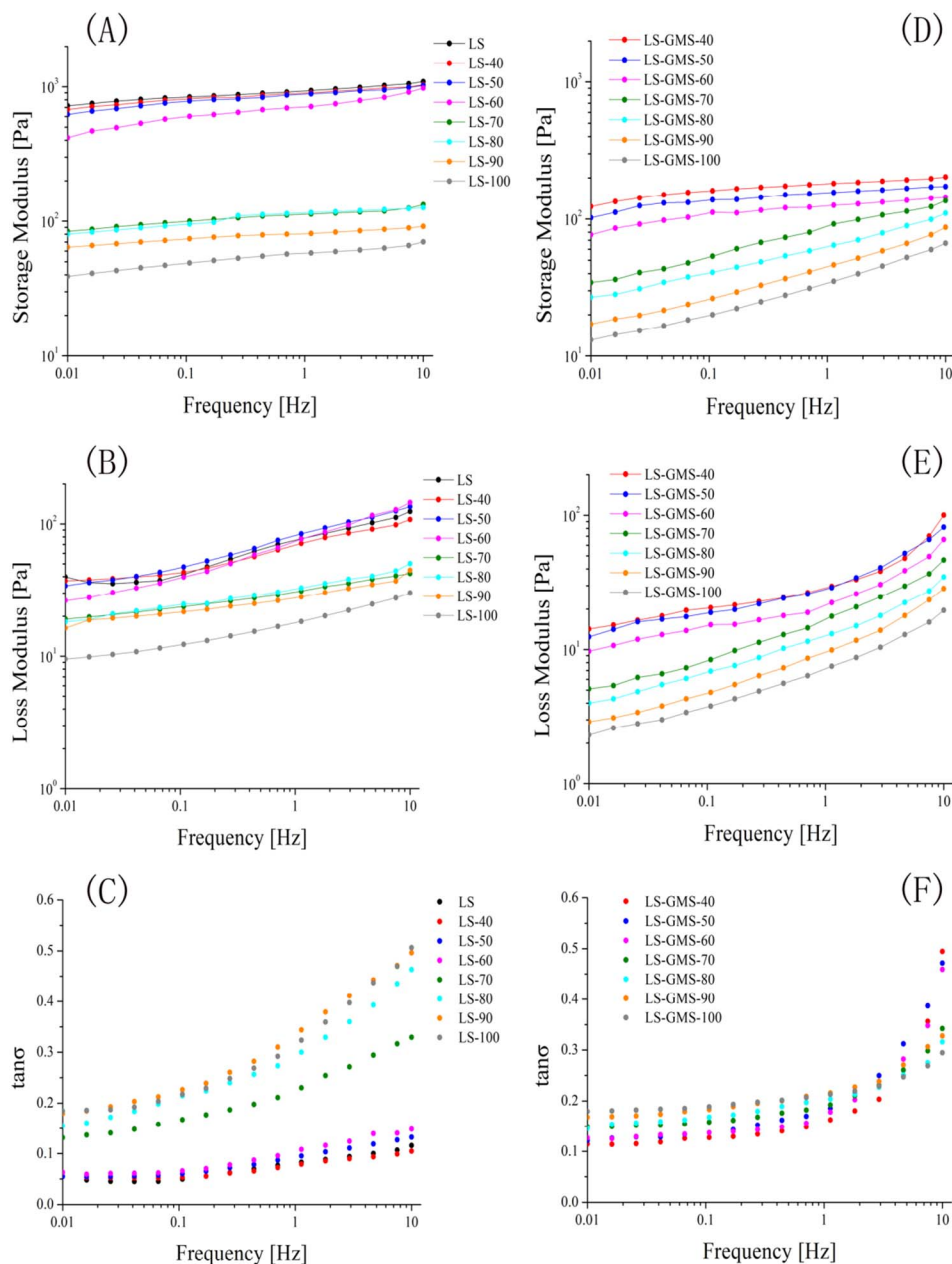 (A)
LS
LS-40
LS-50
LS-60
LS-70
LS-80
LS-90
LS-100
10³
10²
10¹
Storage Modulus [Pa]
0.01
0.1
1
10
Frequency [Hz]
(D)
LS-GMS-40
LS-GMS-50
LS-GMS-60
LS-GMS-70
LS-GMS-80
LS-GMS-90
LS-GMS-100
10³
10²
10¹
Storage Modulus [Pa]
0.01
0.1
1
10
Frequency [Hz]
(B)
LS
LS-40
LS-50
LS-60
LS-70
LS-80
LS-90
LS-100
10²
10¹
10⁰
Loss Modulus [Pa]
0.01
0.1
1
10
Frequency [Hz]
(E)
LS-GMS-40
LS-GMS-50
LS-GMS-60
LS-GMS-70
LS-GMS-80
LS-GMS-90
LS-GMS-100
10²
10¹
10⁰
Loss Modulus [Pa]
0.01
0.1
1
10
Frequency [Hz]
(C)
LS
LS-40
LS-50
LS-60
LS-70
LS-80
LS-90
LS-100
0.6
0.5
0.4
0.3
0.2
0.1
0.0
tanσ
0.01
0.1
1
10
Frequency [Hz]
(F)
LS-GMS-40
LS-GMS-50
LS-GMS-60
LS-GMS-70
LS-GMS-80
LS-GMS-90
LS-GMS-100
0.6
0.5
0.4
0.3
0.2
0.1
0.0
tanσ
0.01
0.1
1
10
Frequency [Hz]